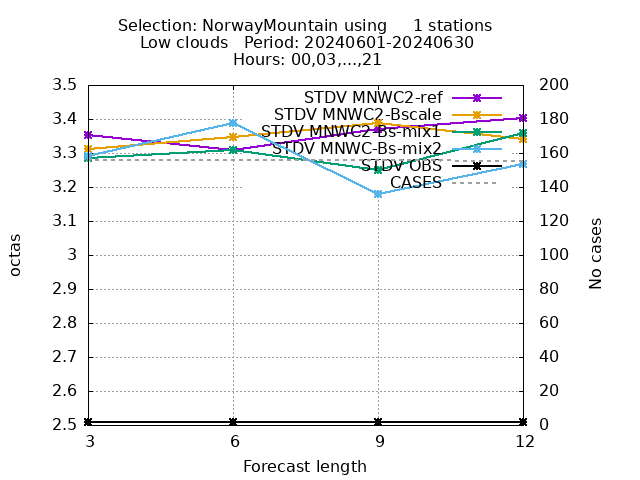 Selection: NorwayMountain using 1 stations
Low clouds Period: 20240601-20240630
Hours: 00,03,...,21
3.5
3.4
3.3
3.2
3.1
3
2.9
2.8
2.7
2.6
2.5
octas
STDV MNWC2-ref
STDV MNWC2-Bscale
STDV MNWC2-Bs-mix1
STDV MNWC-Bs-mix2
STDV OBS
CASES
200
180
160
140
120
100
80
60
40
20
0
No cases
3 6 9 12
Forecast length